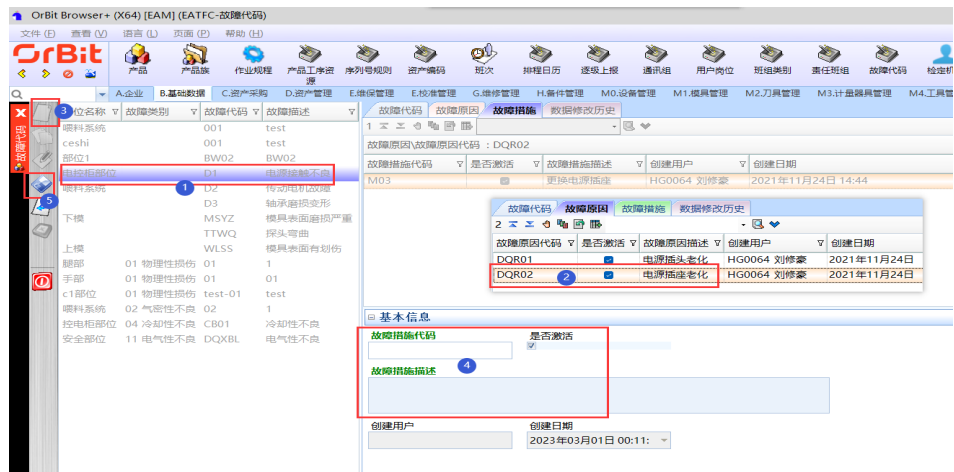 OrBit Browser+ (X64) [EAM] (EATFC-故障代码)
文件 (F) 查看 (V) 语言 (L) 页面 (P) 帮助 (H)
OrBit
产品 产品族 作业规程 产品工序资源 序列号规则 资产编码 班次 排程日历 逐级上报 通讯组 用户岗位 班组类别 责任班组 故障代码 检定机
A.企业 B.基础数据 C.资产采购 D.资产管理 E.维保管理 E.校准管理 G.维修管理 H.备件管理 M0.设备管理 M1.模具管理 M2.刀具管理 M3.计量器具管理 M4.工具管
3
位名称 故障类别 故障代码 故障描述
喂料系统 001 test
ceshi 001 test
部位1 BW02 BW02
电控柜部位 D1 电源接触不良
1
喂料系统 D2 传动电机故障
5
D3 轴承磨损变形
下模 MSYZ 模具表面磨损严重
TTWQ 探头弯曲
上模 WLSS 模具表面有划伤
腿部 01 物理性损伤 01 1
手部 01 物理性损伤 01 01
c1部位 01 物理性损伤 test-01 test
喂料系统 02 气密性不良 02 1
控电柜部位 04 冷却性不良 CB01 冷却性不良
安全部位 11 电气性不良 DQXBL 电气性不良
故障代码 故障原因 故障措施 数据修改历史
1
故障原因\故障原因代码 : DQR02
故障措施代码 是否激活 故障措施描述 创建用户 创建日期
M03 更换电源插座 HG0064 刘修豪 2021年11月24日 14:44
故障代码 故障原因 故障措施 数据修改历史
2
故障原因代码 是否激活 故障原因描述 创建用户 创建日期
DQR01 电源插头老化 HG0064 刘修豪 2021年11月24日
DQR02 2 电源插座老化 HG0064 刘修豪 2021年11月24日
基本信息
故障措施代码 是否激活
4
故障措施描述
创建用户 创建日期
2023年03月01日 00:11: